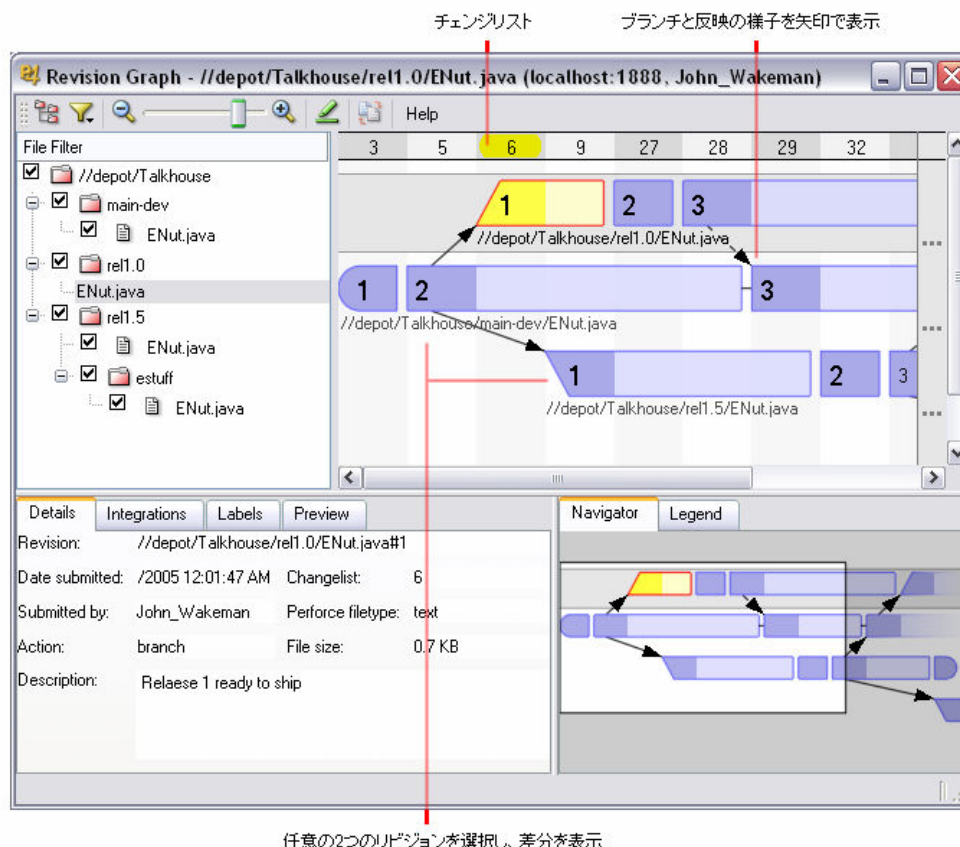 チェンジリスト
ブランチと反映の様子を矢印で表示
Revision Graph - //depot/Talkhouse/rel1.0/ENut.java (localhost:1888, John_Wakeman)
Help
File Filter
3 5 6 9 27 28 29 32
//depot/Talkhouse
main-dev
ENut.java
rel1.0
ENut.java
rel1.5
ENut.java
estuff
ENut.java
1 2 3
//depot/Talkhouse/rel1.0/ENut.java
...
1 2 3
//depot/Talkhouse/main-dev/ENut.java
...
1 2 3
//depot/Talkhouse/rel1.5/ENut.java
...
Details Integrations Labels Preview
Revision: //depot/Talkhouse/rel1.0/ENut.java#1
Date submitted: /2005 12:01:47 AM Changelist: 6
Submitted by: John_Wakeman Perforce filetype: text
Action: branch File size: 0.7 KB
Description: Relaese 1 ready to ship
Navigator Legend
任意の2つのリビジョンを選択し、差分を表示